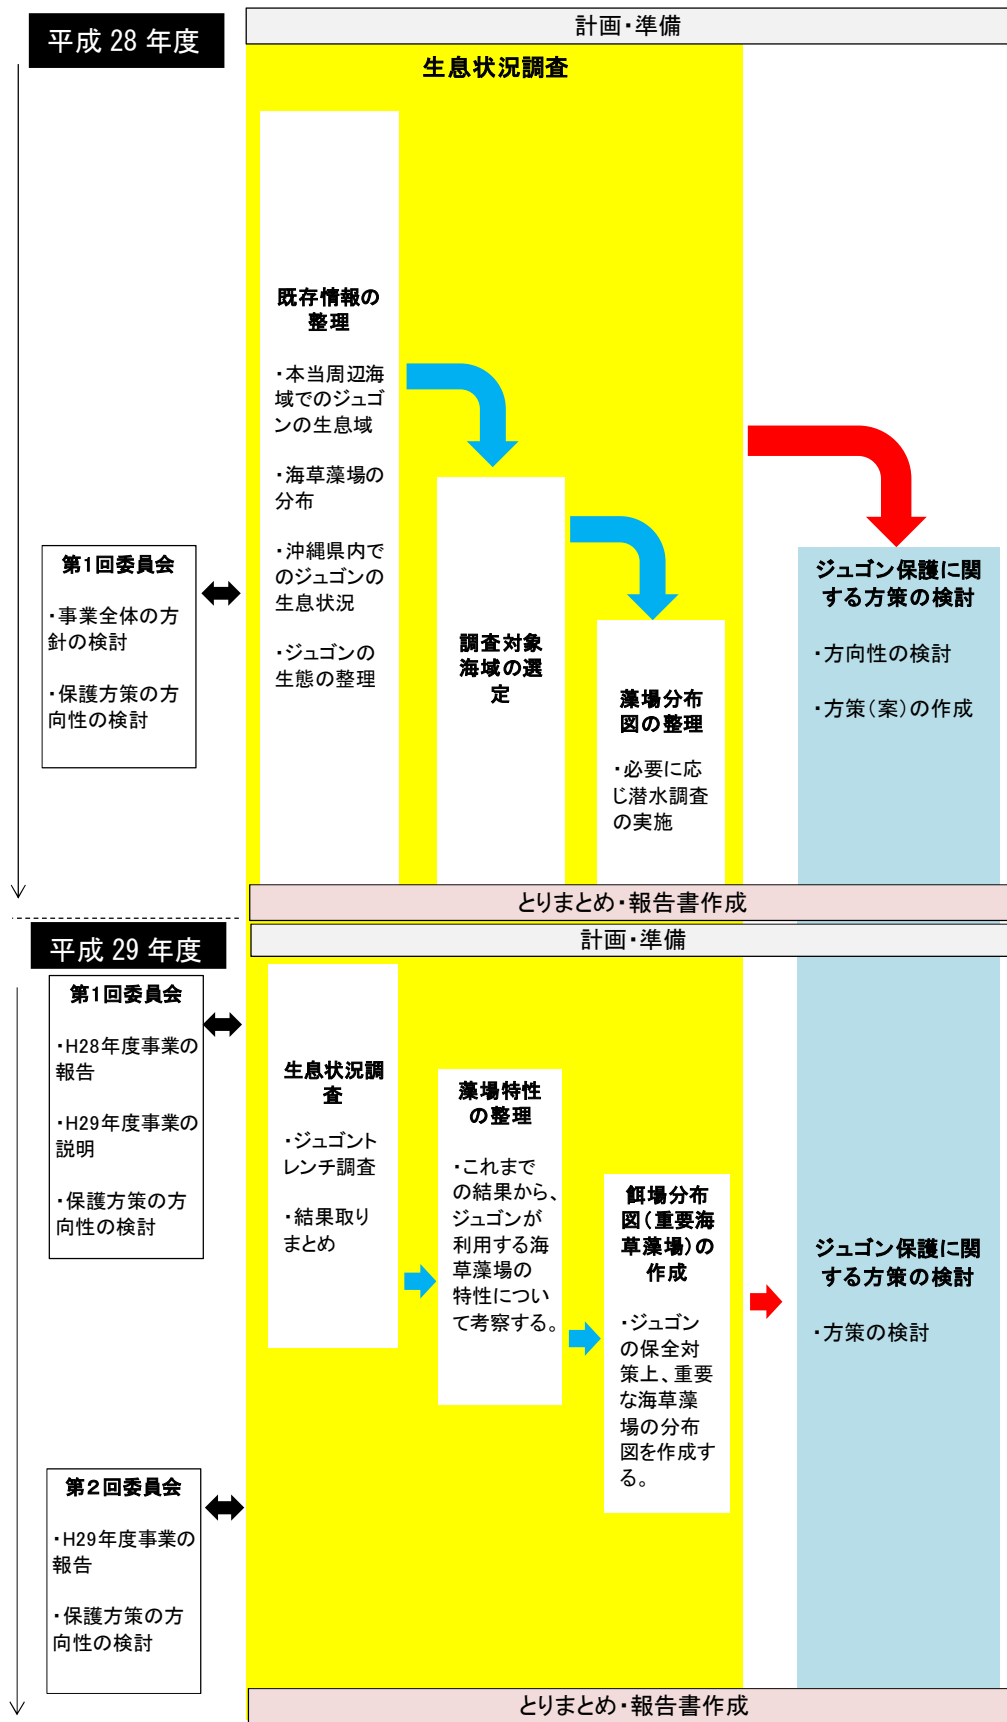 平成 28 年度
計画・準備
生息状況調査
既存情報の
整理
・本当周辺海
域でのジュゴ
ンの生息域
・海草藻場の
分布
・沖縄県内で
のジュゴンの
生息状況
・ジュゴンの
生態の整理
第1回委員会
・事業全体の方
針の検討
・保護方策の方
向性の検討
調査対象
海域の選
定
藻場分布
図の整理
・必要に応
じ潜水調査
の実施
ジュゴン保護に関
する方策の検討
・方向性の検討
・方策(案)の作成
とりまとめ・報告書作成
平成 29 年度
計画・準備
第1回委員会
・H28年度事業の
報告
・H29年度事業の
説明
・保護方策の方
向性の検討
生息状況調
査
・ジュゴント
レンチ調査
・結果取り
まとめ
藻場特性
の整理
・これまで
の結果から、
ジュゴンが
利用する海
草藻場の
特性につい
て考察する。
餌場分布
図(重要海
草藻場)の
作成
・ジュゴン
の保全対
策上、重要
な海草藻
場の分布
図を作成す
る。
ジュゴン保護に関
する方策の検討
・方策の検討
第2回委員会
・H29年度事業の
報告
・保護方策の方
向性の検討
とりまとめ・報告書作成